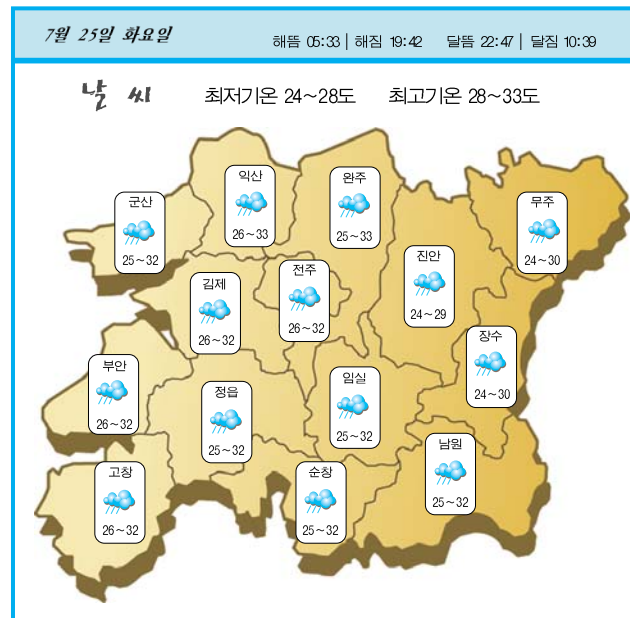 7월 25일 화요일
해뜸 05:33 | 해짐 19:42 달뜸 22:47 | 달짐 10:39
날 씨 최저기온 24~28도 최고기온 28~33도
익산
26~33
완주
25~33
군산
25~32
무주
24~30
진안
24~29
전주
26~32
김제
26~32
장수
24~30
부안
26~32
임실
25~32
정읍
25~32
남원
25~32
고창
26~32
순창
25~32